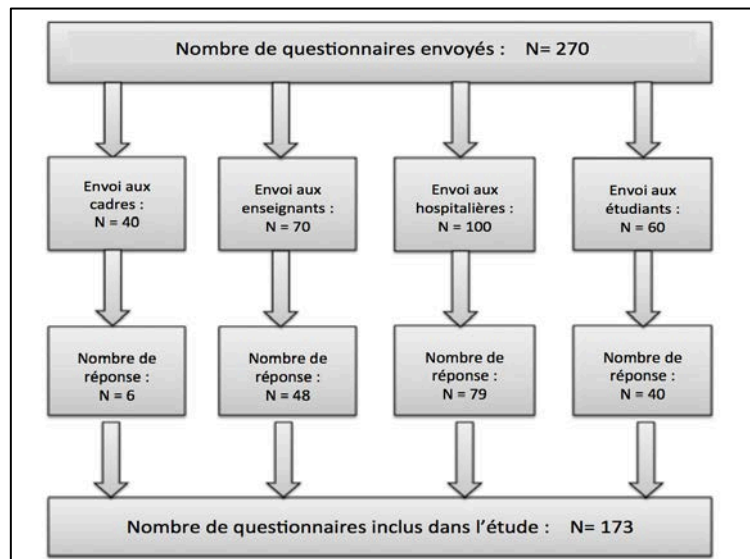 Nombre de questionnaires envoyés : N= 270
Envoi aux
cadres :
N = 40
Envoi aux
enseignants :
N = 70
Envoi aux
hospitalières :
N = 100
Envoi aux
étudiants :
N = 60
Nombre de
réponse :
N = 6
Nombre de
réponse :
N = 48
Nombre de
réponse :
N = 79
Nombre de
réponse :
N = 40
Nombre de questionnaires inclus dans l'étude : N= 173